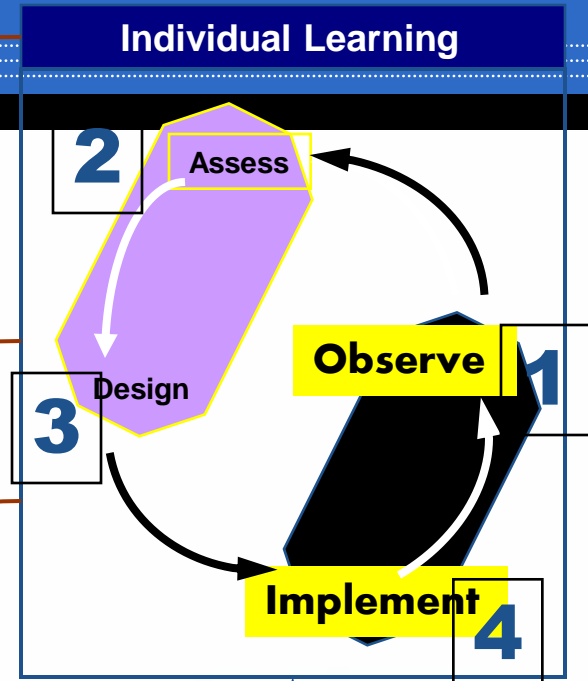 Individual Learning
2
Assess
Observe
1
Design
3
Implement
4